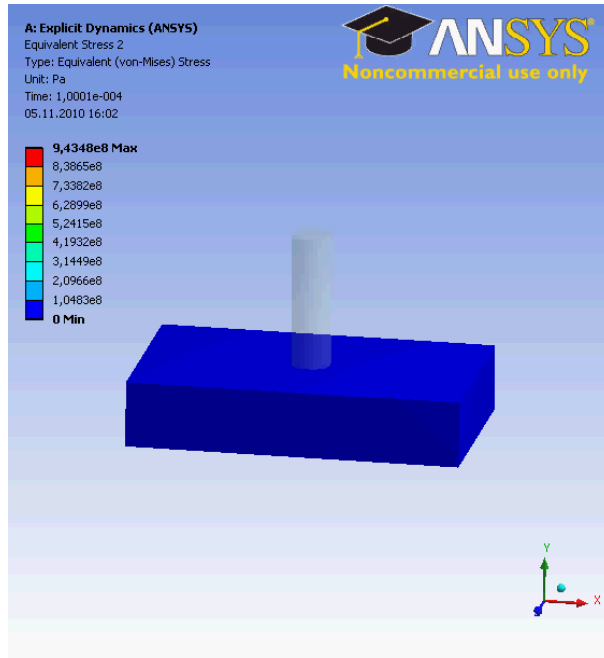 A: Explicit Dynamics (ANSYS)
Equivalent Stress 2
Type: Equivalent (von-Mises) Stress
Unit: Pa
Time: 1,0001e-004
05.11.2010 16:02
ANSYS
Noncommercial use only
9,4348e8 Max
8,3865e8
7,3382e8
6,2899e8
5,2415e8
4,1932e8
3,1449e8
2,0966e8
1,0483e8
0 Min
Y
X